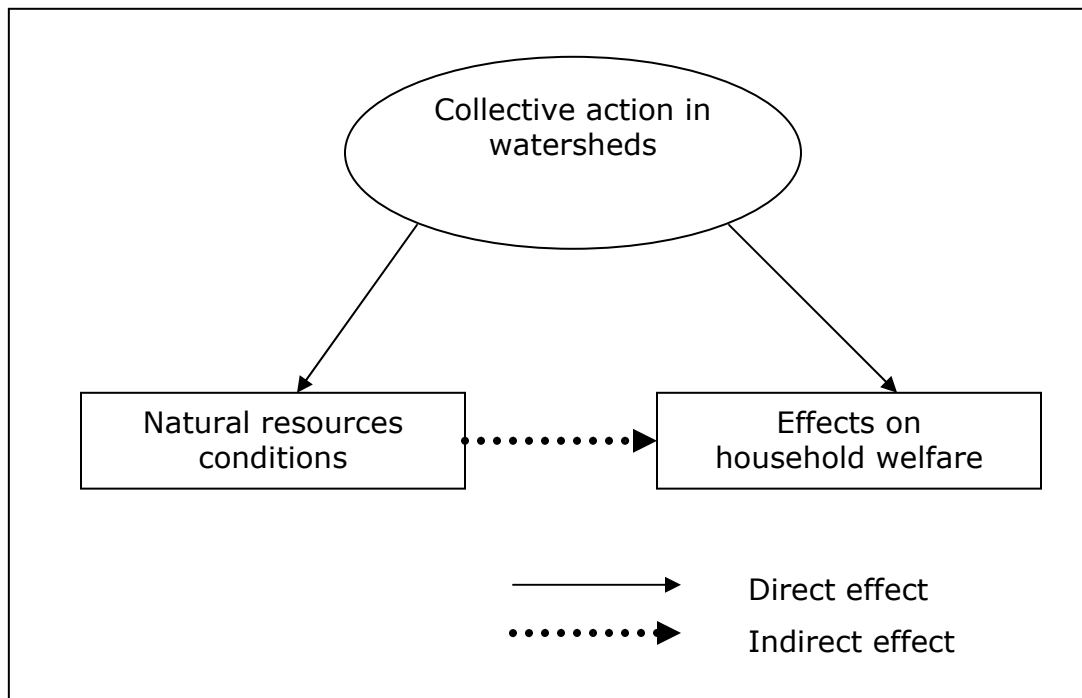 Collective action in
watersheds
Natural resources
conditions
Effects on
household welfare
Direct effect
Indirect effect